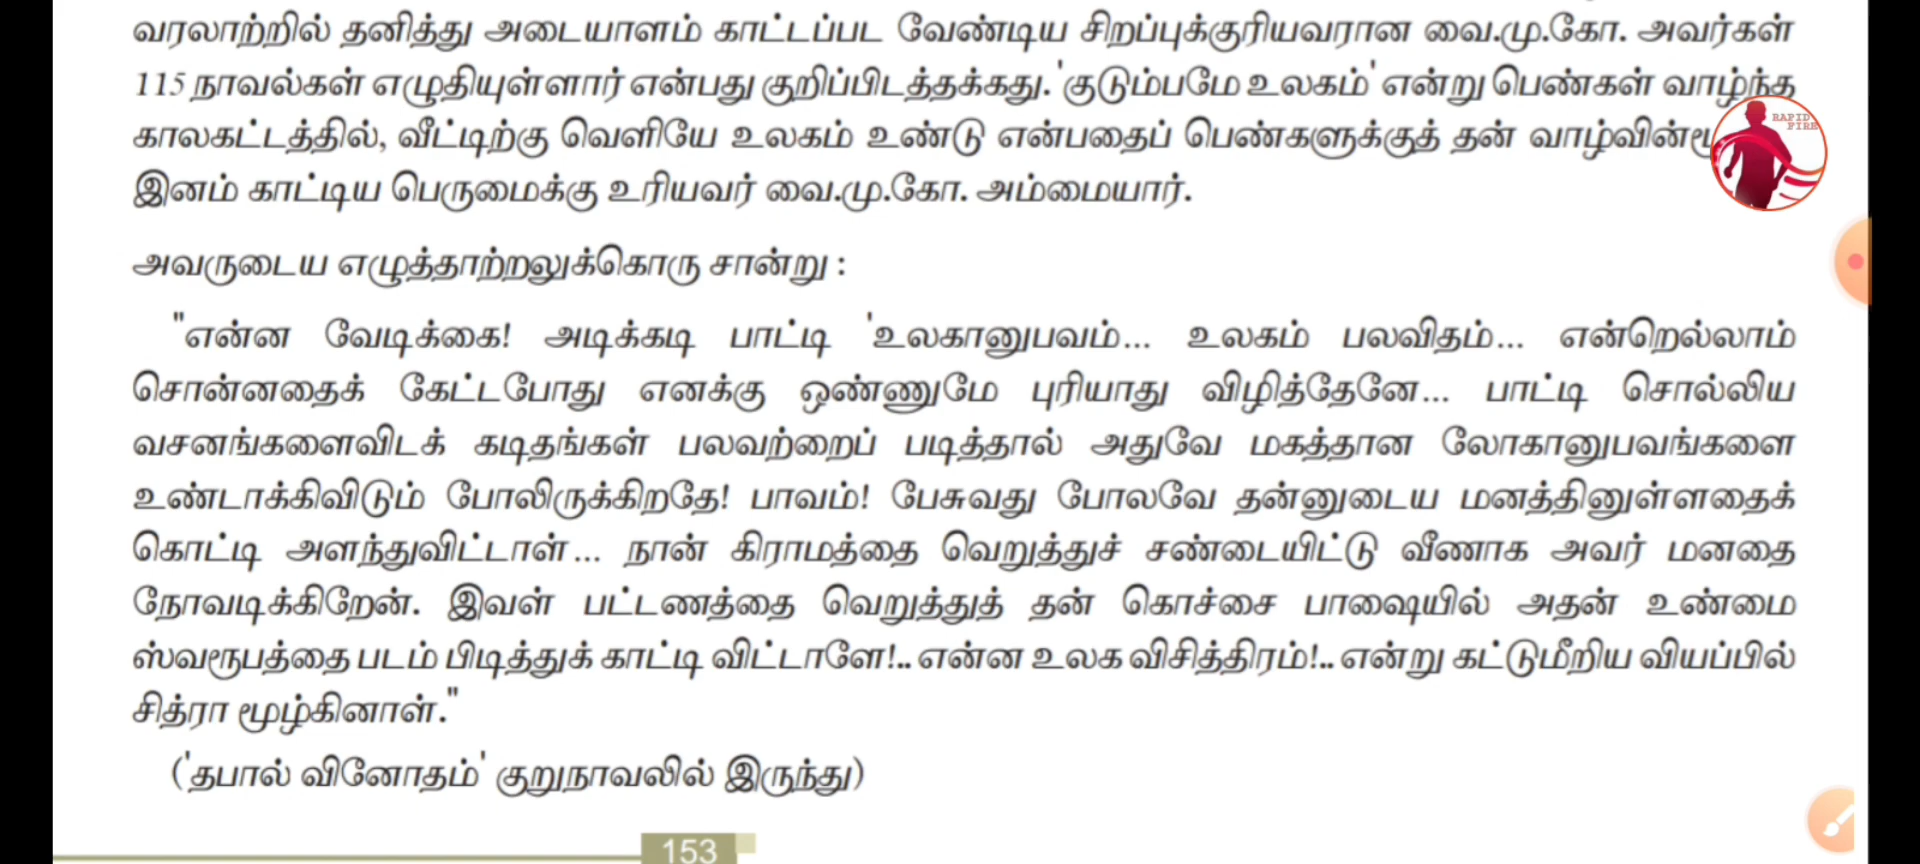 வரலாற்றில் தனித்து அடையாளம் காட்டப்பட வேண்டிய சிறப்புக்குரியவரான வை.மு.கோ. அவர்கள்
115 நாவல்கள் எழுதியுள்ளார் என்பது குறிப்பிடத்தக்கது. 'குடும்பமே உலகம்' என்று பெண்கள் வாழ்ந்த
RAPID
FIRE
காலகட்டத்தில், வீட்டிற்கு வெளியே உலகம் உண்டு என்பதைப் பெண்களுக்குத் தன்
இனம் காட்டிய பெருமைக்கு உரியவர் வை.மு.கோ. அம்மையார்.
அவருடைய எழுத்தாற்றலுக்கொரு சான்று :
"என்ன வேடிக்கை! அடிக்கடி பாட்டி 'உலகானுபவம்... உலகம் பலவிதம்... என்றெல்லாம்
சொன்னதைக் கேட்டபோது எனக்கு ஒண்ணுமே புரியாது விழித்தேனே... பாட்டி சொல்லிய
வசனங்களைவிடக் கடிதங்கள் பலவற்றைப் படித்தால் அதுவே மகத்தான லோகானுபவங்களை
உண்டாக்கிவிடும் போலிருக்கிறதே! பாவம்! பேசுவது போலவே தன்னுடைய மனத்தினுள்ளதைக்
கொட்டி அளந்துவிட்டாள்... நான் கிராமத்தை வெறுத்துச் சண்டையிட்டு வீணாக அவர் மனதை
நோவடிக்கிறேன். இவள் பட்டணத்தை வெறுத்துத் தன் கொச்சை பாஷையில் அதன் உண்மை
ஸ்வரூபத்தை படம் பிடித்துக் காட்டி விட்டாளே!.. என்ன உலக விசித்திரம்!.. என்று கட்டுமீறிய வியப்பில்
சித்ரா மூழ்கினாள்."
('தபால் வினோதம்' குறுநாவலில் இருந்து)
153